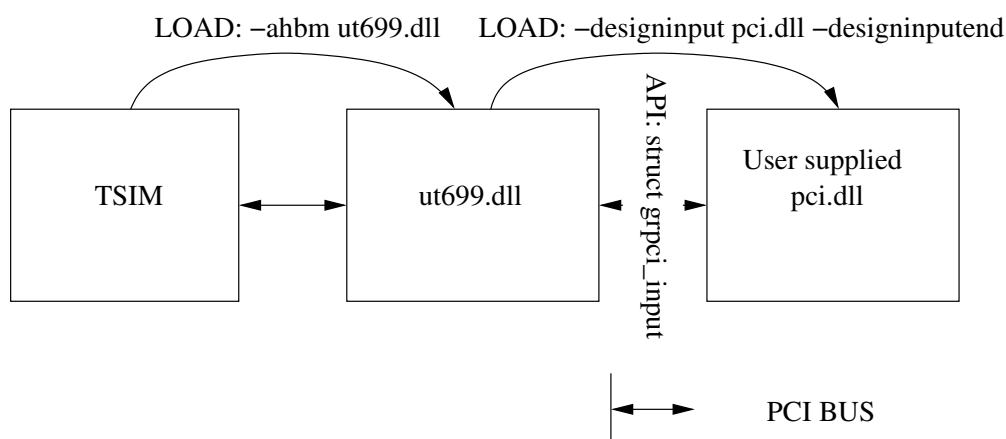 LOAD: −ahbm ut699.dll
LOAD: −designinput pci.dll −designinputend
TSIM
ut699.dll
API: struct grpci_input
User supplied
pci.dll
PCI BUS